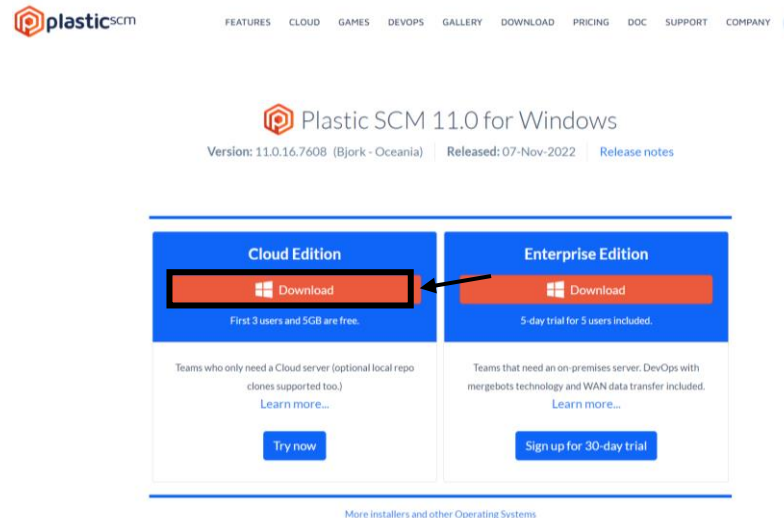 plasticscm
FEATURES CLOUD GAMES DEVOPS GALLERY DOWNLOAD PRICING DOC SUPPORT COMPANY
Plastic SCM 11.0 for Windows
Version: 11.0.16.7608 (Bjork - Oceania) Released: 07-Nov-2022 Release notes
Cloud Edition
Download
First 3 users and 5GB are free.
Teams who only need a Cloud server (optional local repo
clones supported too.)
Learn more...
Try now
Enterprise Edition
Download
5-day trial for 5 users included.
Teams that need an on-premises server. DevOps with
mergebots technology and WAN data transfer included.
Learn more...
Sign up for 30-day trial
More installers and other Operating Systems